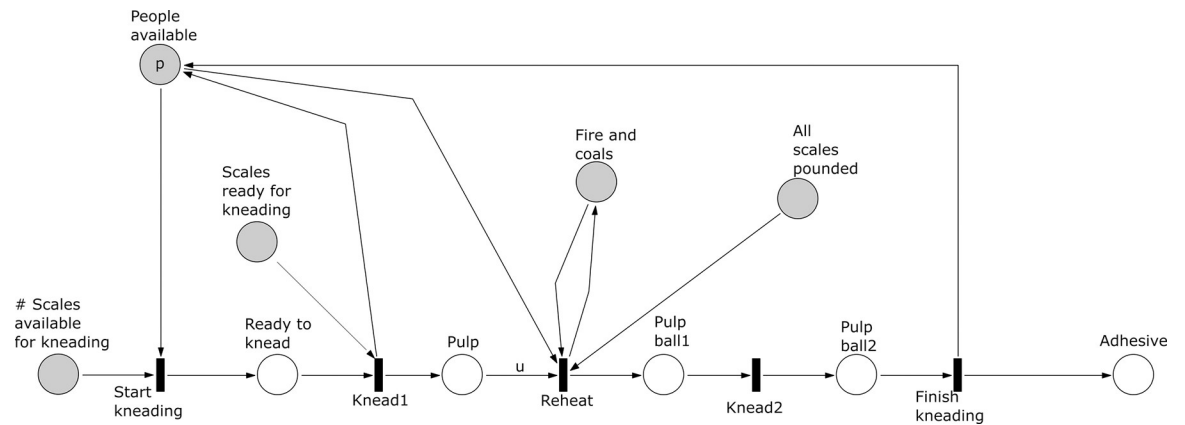 People
available
p
Fire and
coals
All
scales
pounded
Scales
ready for
kneading
# Scales
available
for kneading
Ready to
knead
Pulp
Pulp
ball1
Pulp
ball2
Adhesive
u
Start
kneading
Knead1
Reheat
Knead2
Finish
kneading